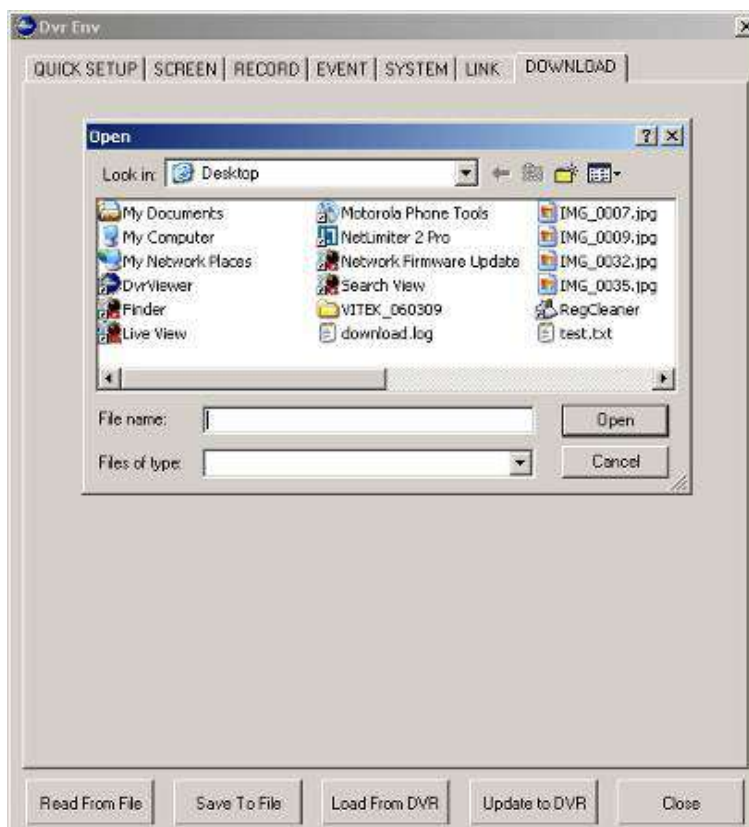 Dvr Env
QUICK SETUP SCREEN RECORD EVENT SYSTEM LINK DOWNLOAD
Open
Look in: Desktop
My Documents Motorola Phone Tools IMG_0007.jpg
My Computer NetLimiter 2 Pro IMG_0009.jpg
My Network Places Network Firmware Update IMG_0032.jpg
DvrViewer Search View IMG_0035.jpg
Finder VITEK_060309 RegCleaner
Live View download.log test.txt
File name: Open
Files of type: Cancel
Read From File Save To File Load From DVR Update to DVR Close